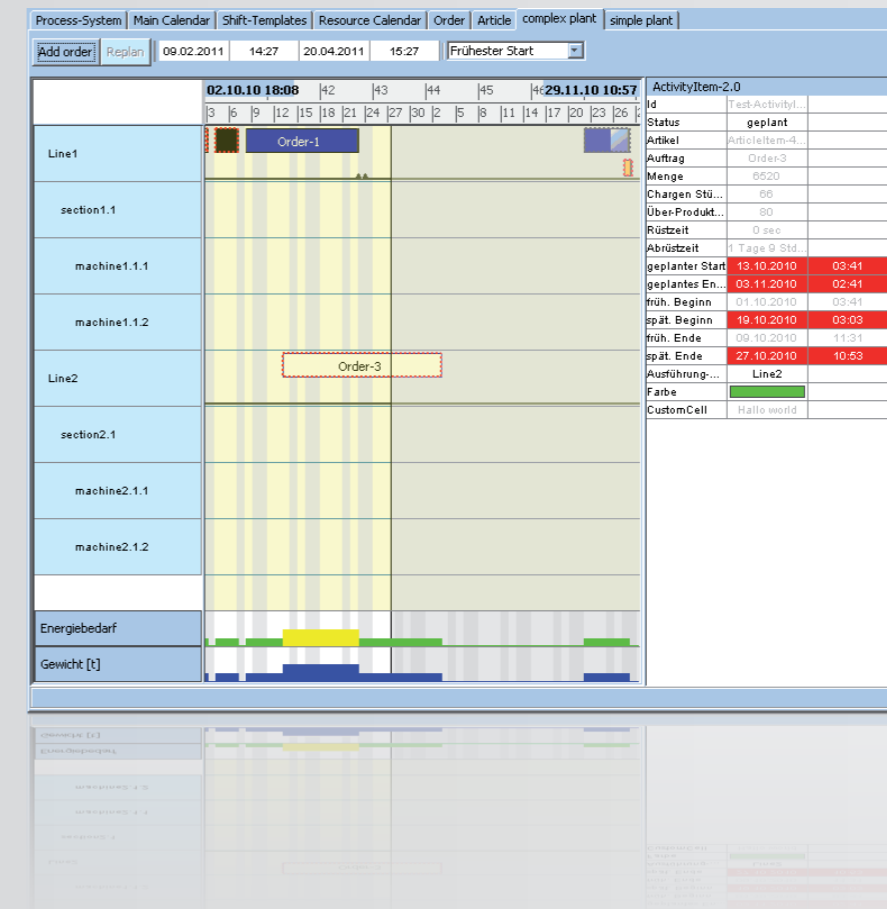 Process-System Main Calendar Shift-Templates Resource Calendar Order Article complex plant simple plant
Add order Replan 09.02.2011 14:27 20.04.2011 15:27 Frühester Start
02.10.10 18:08 42 43 44 45 46 29.11.10 10:57
3 6 9 12 15 18 21 24 27 30 2 5 8 11 14 17 20 23 26
Line1
Order-1
section1.1
machine1.1.1
machine1.1.2
Line2
Order-3
section2.1
machine2.1.1
machine2.1.2
Energiebedarf
Gewicht [t]
ActivityItem-2.0
Id Test-ActivityI...
Status geplant
Artikel ArticleItem-4...
Auftrag Order-3
Menge 6520
Chargen Stü... 66
Über-Produkt... 80
Rüstzeit 0 sec
Abrüstzeit 1 Tage 9 Std...
geplanter Start 13.10.2010 03:41
geplantes En... 03.11.2010 02:41
früh. Beginn 01.10.2010 03:41
spät. Beginn 19.10.2010 03:03
früh. Ende 09.10.2010 11:31
spät. Ende 27.10.2010 10:53
Ausführung-... Line2
Farbe
CustomCell Hallo world